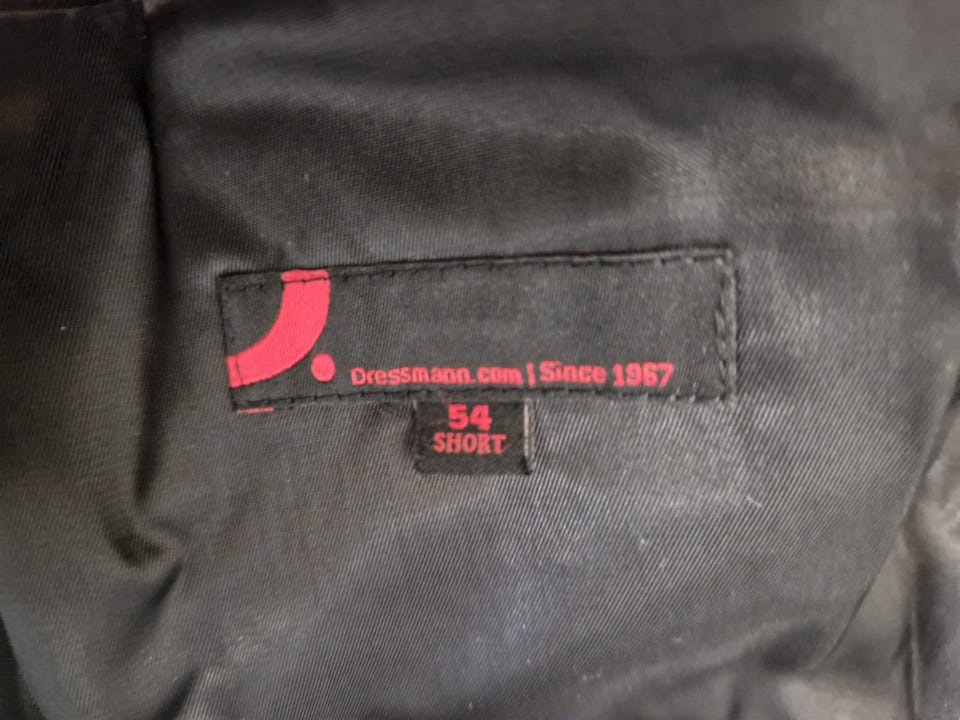 Dressmann.com | Since 1967
54
SHORT